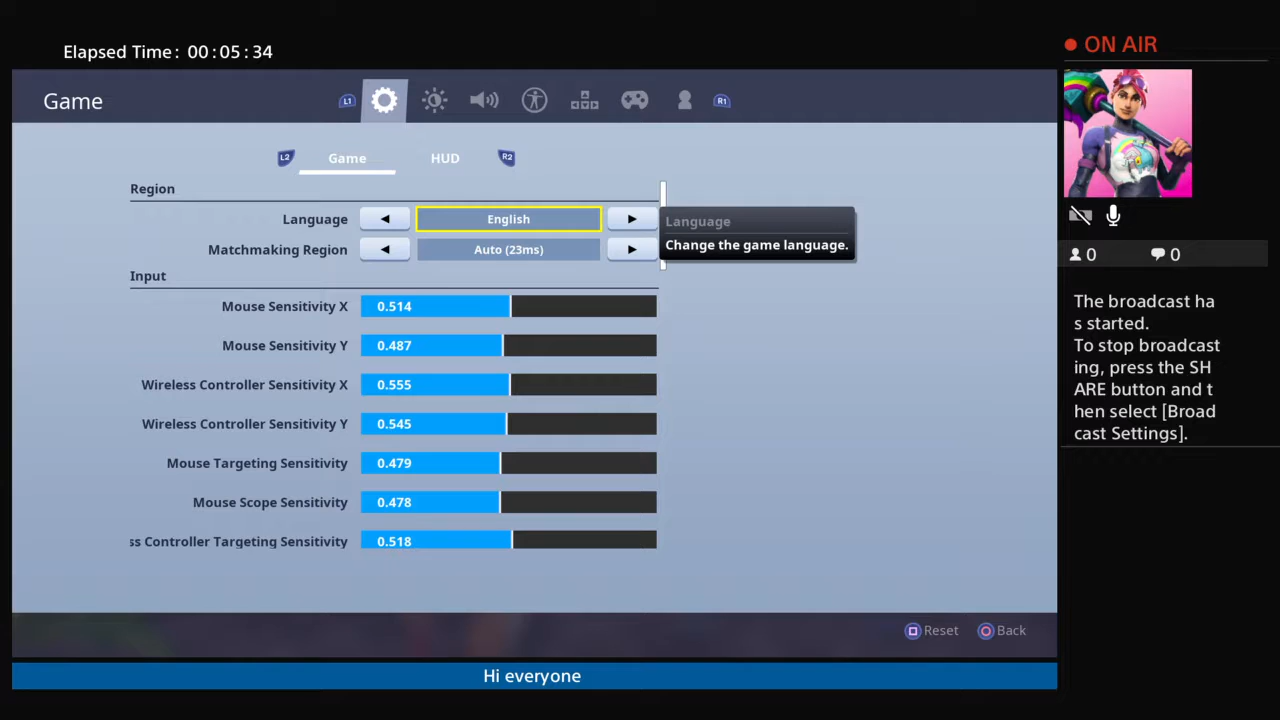 Elapsed Time: 00:05:34
ON AIR
Game
L1
R1
L2
Game
HUD
R2
Region
Language
English
Language
Change the game language.
Matchmaking Region
Auto (23ms)
0
0
Input
Mouse Sensitivity X
0.514
Mouse Sensitivity Y
0.487
Wireless Controller Sensitivity X
0.555
Wireless Controller Sensitivity Y
0.545
Mouse Targeting Sensitivity
0.479
Mouse Scope Sensitivity
0.478
ss Controller Targeting Sensitivity
0.518
The broadcast ha
s started.
To stop broadcast
ing, press the SH
ARE button and t
hen select [Broad
cast Settings].
Reset
Back
Hi everyone